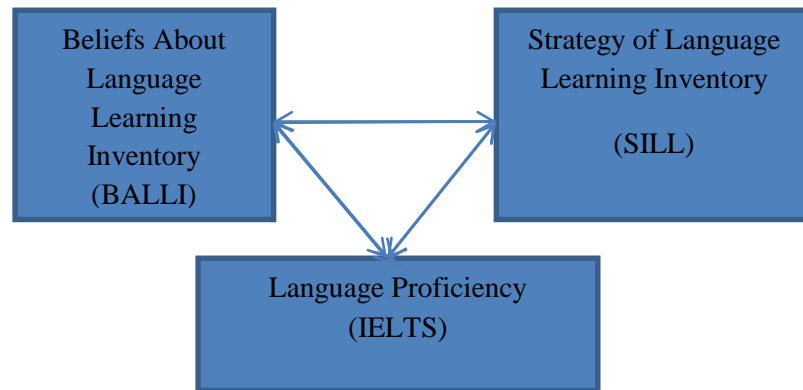 Beliefs About
Language
Learning
Inventory
(BALLI)
Strategy of Language
Learning Inventory
(SILL)
Language Proficiency
(IELTS)